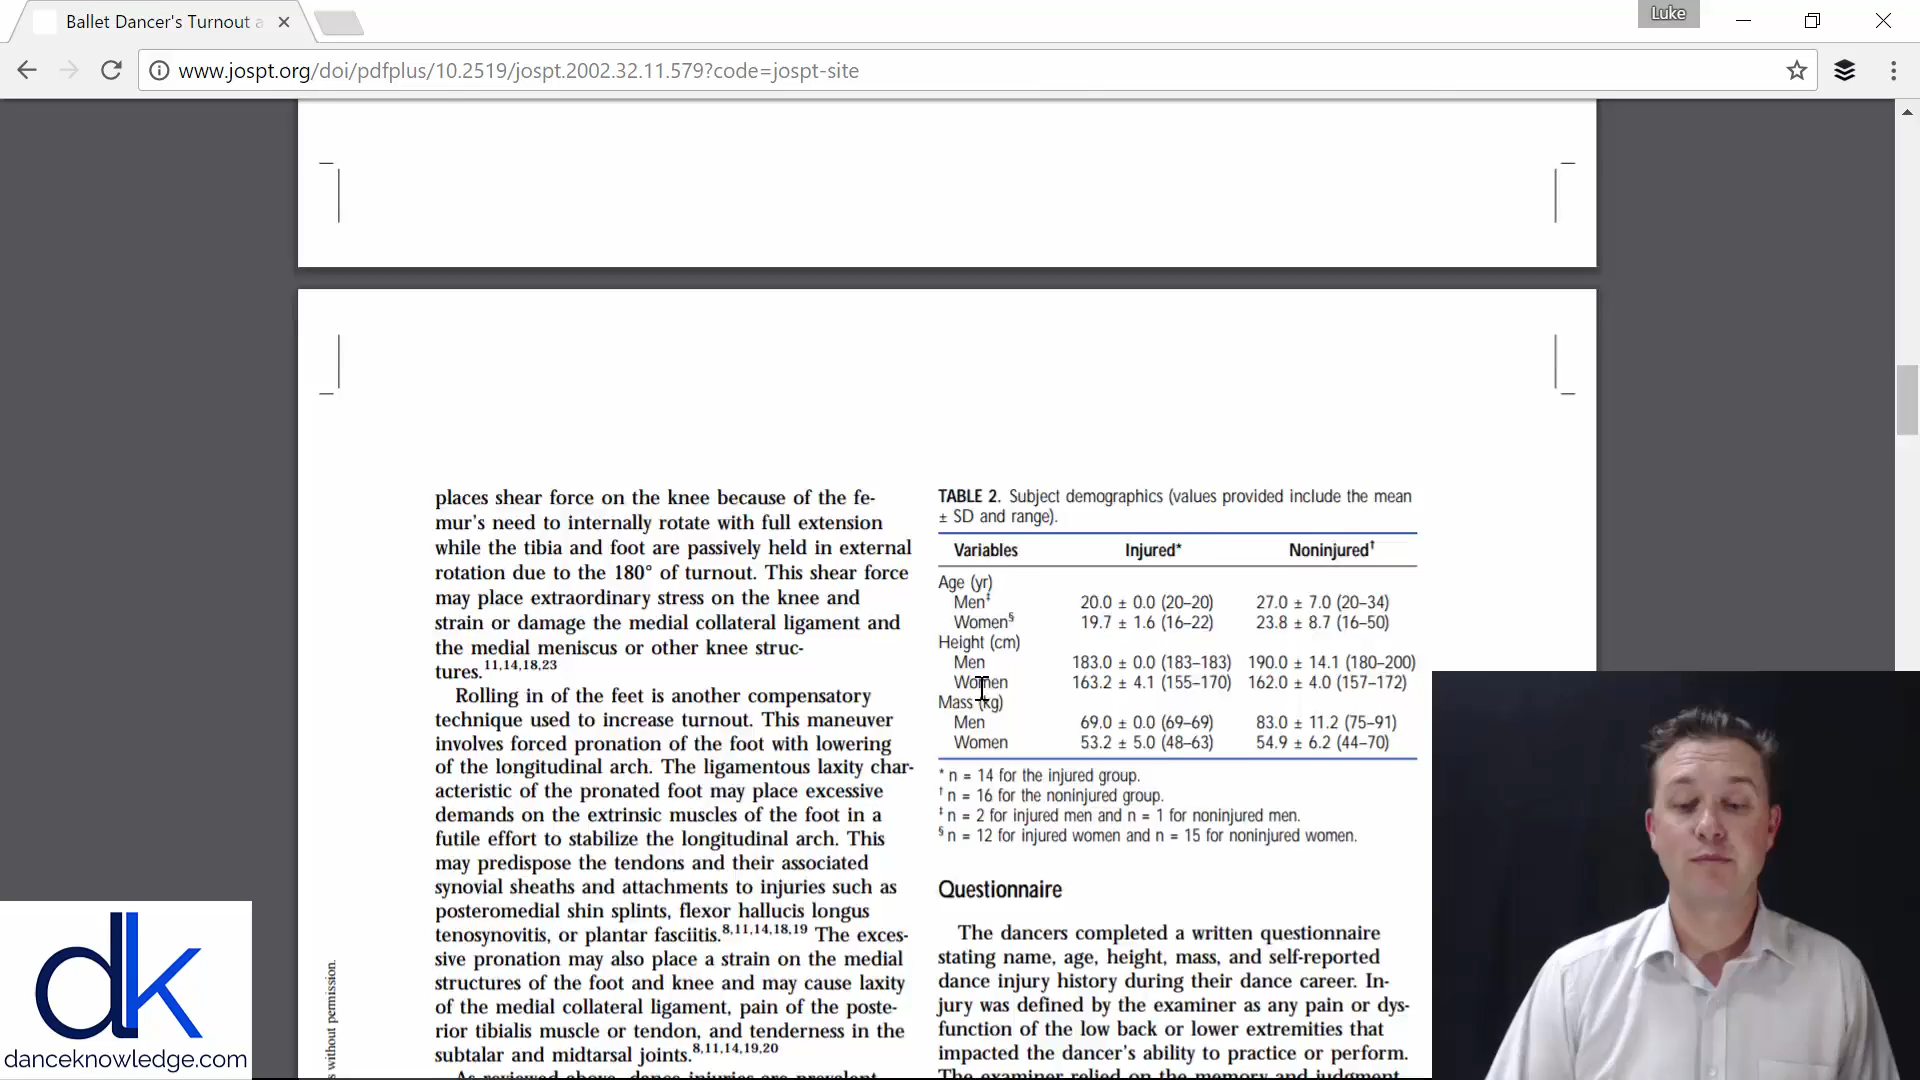 Ballet Dancer's Turnout a
Luke
www.jospt.org/doi/pdfplus/10.2519/jospt.2002.32.11.579?code=jospt-site
places shear force on the knee because of the fe-
mur's need to internally rotate with full extension
while the tibia and foot are passively held in external
rotation due to the 180° of turnout. This shear force
may place extraordinary stress on the knee and
strain or damage the medial collateral ligament and
the medial meniscus or other knee struc-
tures.11,14,18,23
Rolling in of the feet is another compensatory
technique used to increase turnout. This maneuver
involves forced pronation of the foot with lowering
of the longitudinal arch. The ligamentous laxity char-
acteristic of the pronated foot may place excessive
demands on the extrinsic muscles of the foot in a
futile effort to stabilize the longitudinal arch. This
may predispose the tendons and their associated
synovial sheaths and attachments to injuries such as
posteromedial shin splints, flexor hallucis longus
tenosynovitis, or plantar fasciitis.8,11,14,18,19 The exces-
sive pronation may also place a strain on the medial
structures of the foot and knee and may cause laxity
of the medial collateral ligament, pain of the poste-
rior tibialis muscle or tendon, and tenderness in the
subtalar and midtarsal joints.8,11,14,19,20
As reviewed above, dance injuries are prevalent
TABLE 2. Subject demographics (values provided include the mean
± SD and range).
Variables Injured* Noninjured†
Age (yr)
Men‡ 20.0 ± 0.0 (20–20) 27.0 ± 7.0 (20–34)
Women§ 19.7 ± 1.6 (16–22) 23.8 ± 8.7 (16–50)
Height (cm)
Men 183.0 ± 0.0 (183–183) 190.0 ± 14.1 (180–200)
Women 163.2 ± 4.1 (155–170) 162.0 ± 4.0 (157–172)
Mass (kg)
Men 69.0 ± 0.0 (69–69) 83.0 ± 11.2 (75–91)
Women 53.2 ± 5.0 (48–63) 54.9 ± 6.2 (44–70)
* n = 14 for the injured group.
† n = 16 for the noninjured group.
‡ n = 2 for injured men and n = 1 for noninjured men.
§ n = 12 for injured women and n = 15 for noninjured women.
Questionnaire
The dancers completed a written questionnaire
stating name, age, height, mass, and self-reported
dance injury history during their dance career. In-
jury was defined by the examiner as any pain or dys-
function of the low back or lower extremities that
impacted the dancer's ability to practice or perform.
The examiner relied on the memory and judgment
without permission.
dk
danceknowledge.com